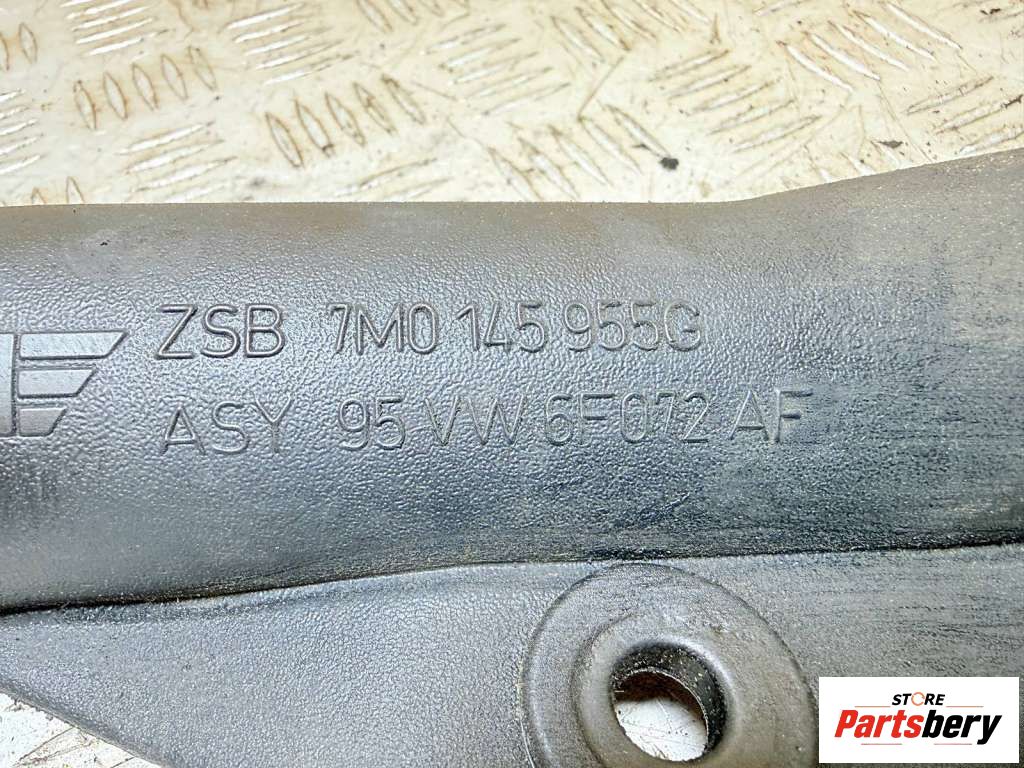 ZSB 7M0 145 955G
ASY 95 VW 6F072 AF
STORE
Partsbery